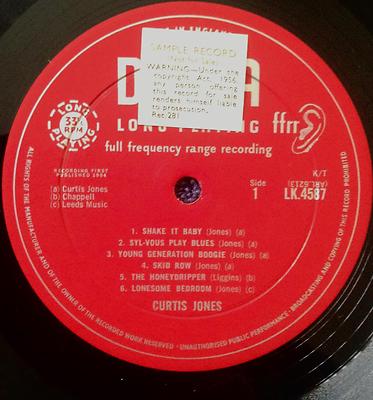 IN ENGLAND
SAMPLE RECORD
(Not for Sale)
WARNING—Under the
copyright Act, 1956,
any person offering
this record for sale
renders himself liable
to prosecution.
Rec/281
D A
LONG PLAYING
33⅓
RPM
LONG PLAYING ffrr
full frequency range recording
RECORDING FIRST
PUBLISHED 1964
(a) Curtis Jones
(b) Chappell
(c) Leeds Music
K/T
Side
1
LK.4587
1. SHAKE IT BABY (Jones) (a)
2. SYL-VOUS PLAY BLUES (Jones) (a)
3. YOUNG GENERATION BOOGIE (Jones) (a)
4. SKID ROW (Jones) (a)
5. THE HONEYDRIPPER (Liggins) (b)
6. LONESOME BEDROOM (Jones) (c)
CURTIS JONES
ALL RIGHTS OF THE MANUFACTURER AND OF THE OWNER OF THE RECORDED WORK RESERVED · UNAUTHORISED PUBLIC PERFORMANCE · BROADCASTING AND COPYING OF THIS RECORD PROHIBITED